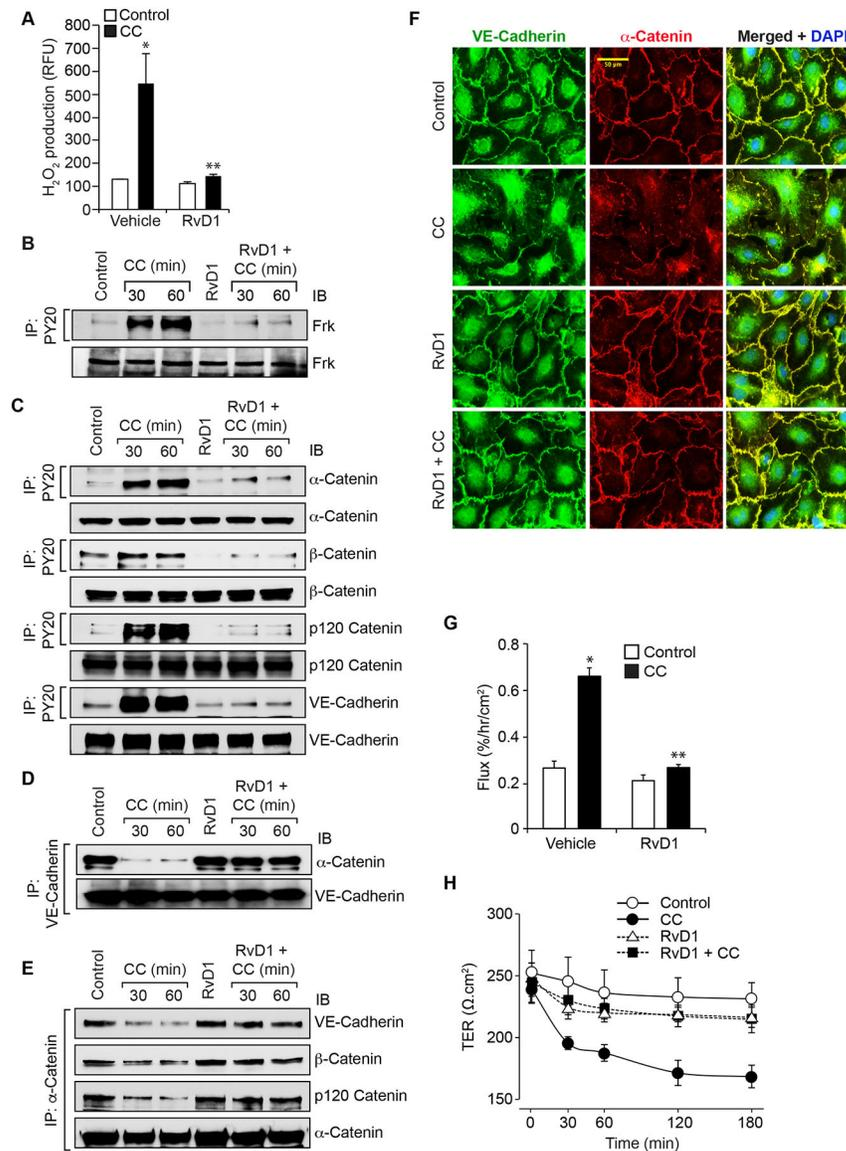 A
Control
CC
800
700
600
500
400
300
200
100
0
H₂O₂ production (RFU)
*
**
Vehicle
RvD1
B
Control
CC (min)
30 60
RvD1
RvD1 +
CC (min)
30 60
IB
IP:
PY20
Frk
Frk
C
Control
CC (min)
30 60
RvD1
RvD1 +
CC (min)
30 60
IB
IP:
PY20
α-Catenin
α-Catenin
IP:
PY20
β-Catenin
β-Catenin
IP:
PY20
p120 Catenin
p120 Catenin
IP:
PY20
VE-Cadherin
VE-Cadherin
D
Control
CC (min)
30 60
RvD1
RvD1 +
CC (min)
30 60
IB
IP:
VE-Cadherin
α-Catenin
VE-Cadherin
E
Control
CC (min)
30 60
RvD1
RvD1 +
CC (min)
30 60
IB
IP: α-Catenin
VE-Cadherin
β-Catenin
p120 Catenin
α-Catenin
F
VE-Cadherin α-Catenin Merged + DAPI
50 µm
Control
CC
RvD1
RvD1 + CC
G
0.8
0.6
0.4
0.2
0
Flux (%/hr/cm²)
Control
CC
*
**
Vehicle
RvD1
H
Control
CC
RvD1
RvD1 + CC
300
250
200
150
TER (Ω.cm²)
0 30 60 120 180
Time (min)